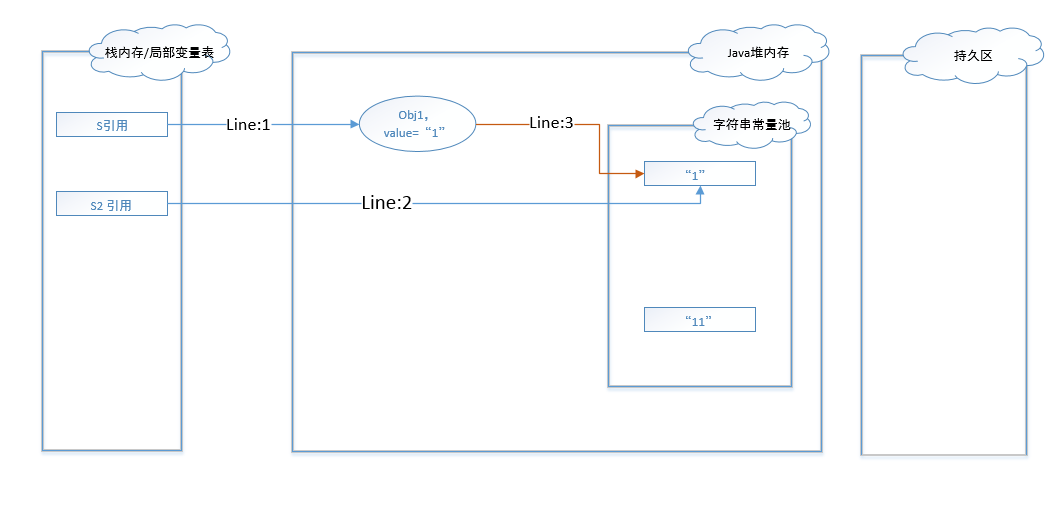 栈内存/局部变量表
Java堆内存
持久区
S引用
Line:1
Obj1，
value=“1”
Line:3
字符串常量池
“1”
S2 引用
Line:2
“11”